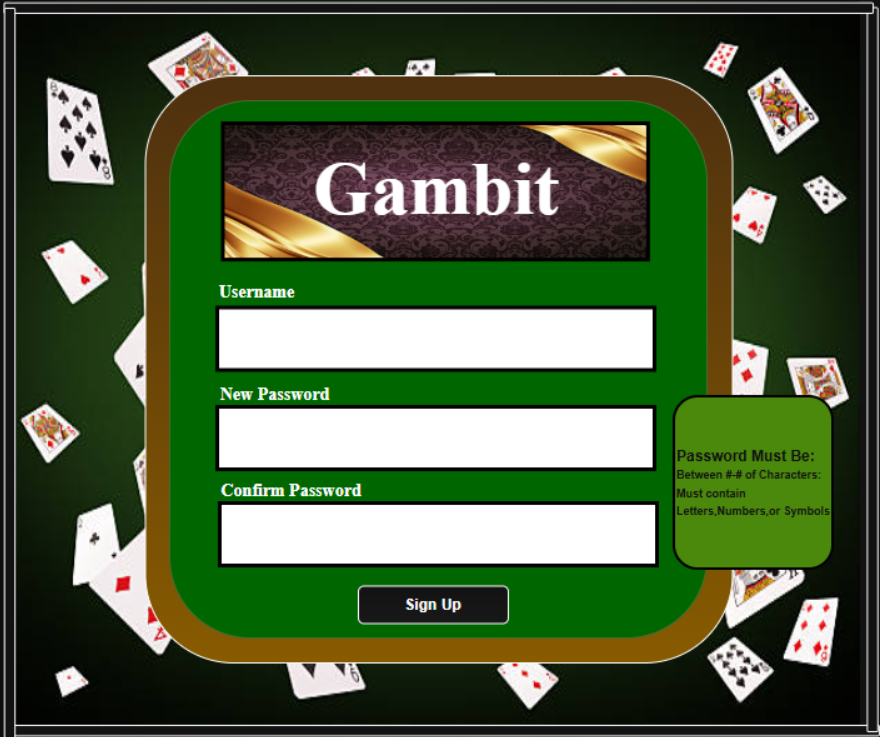 Gambit
Username
New Password
Confirm Password
Password Must Be:
Between #-# of Characters:
Must contain
Letters,Numbers,or Symbols
Sign Up